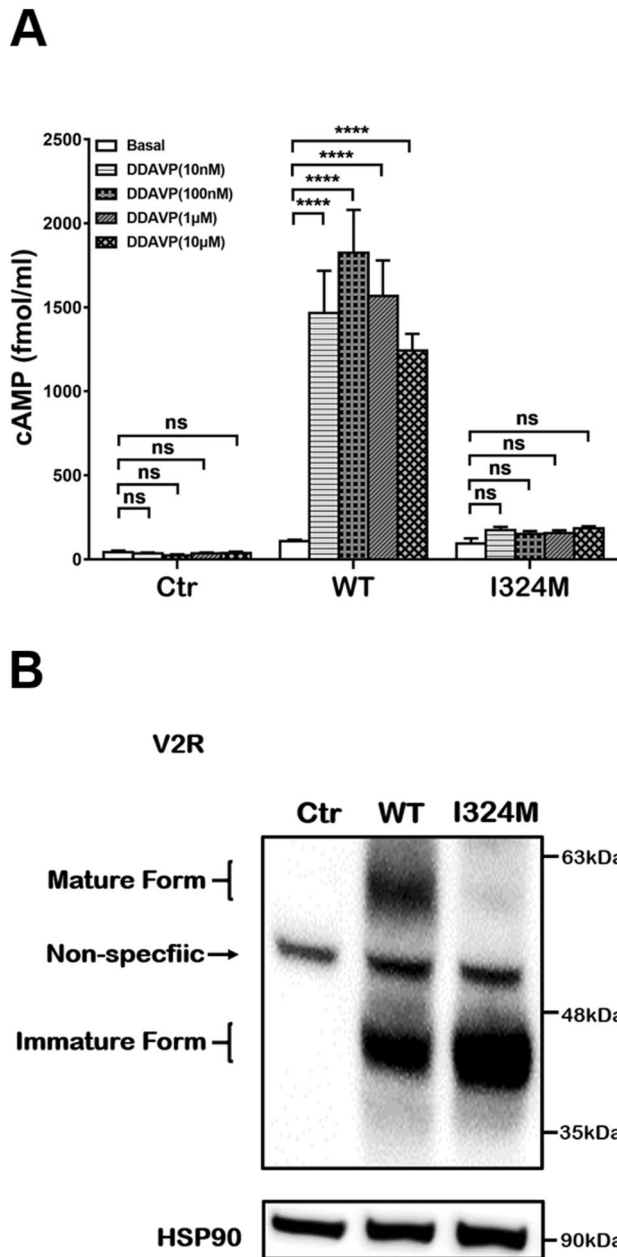 A
2500
2000
1500
1000
500
0
cAMP (fmol/ml)
Basal
DDAVP(10nM)
DDAVP(100nM)
DDAVP(1μM)
DDAVP(10μM)
ns
ns
ns
ns
****
****
****
****
ns
ns
ns
ns
Ctr WT I324M
B
V2R
Ctr WT I324M
Mature Form
Non-specfiic
Immature Form
63kDa
48kDa
35kDa
HSP90
90kDa